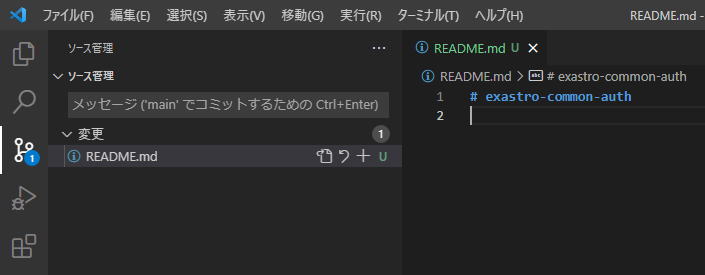 ファイル(F) 編集(E) 選択(S) 表示(V) 移動(G) 実行(R) ターミナル(T) ヘルプ(H) README.md -
ソース管理 ···
ソース管理
メッセージ ('main' でコミットするための Ctrl+Enter)
変更 1
README.md U
1
README.md U
README.md > # exastro-common-auth
1 # exastro-common-auth
2